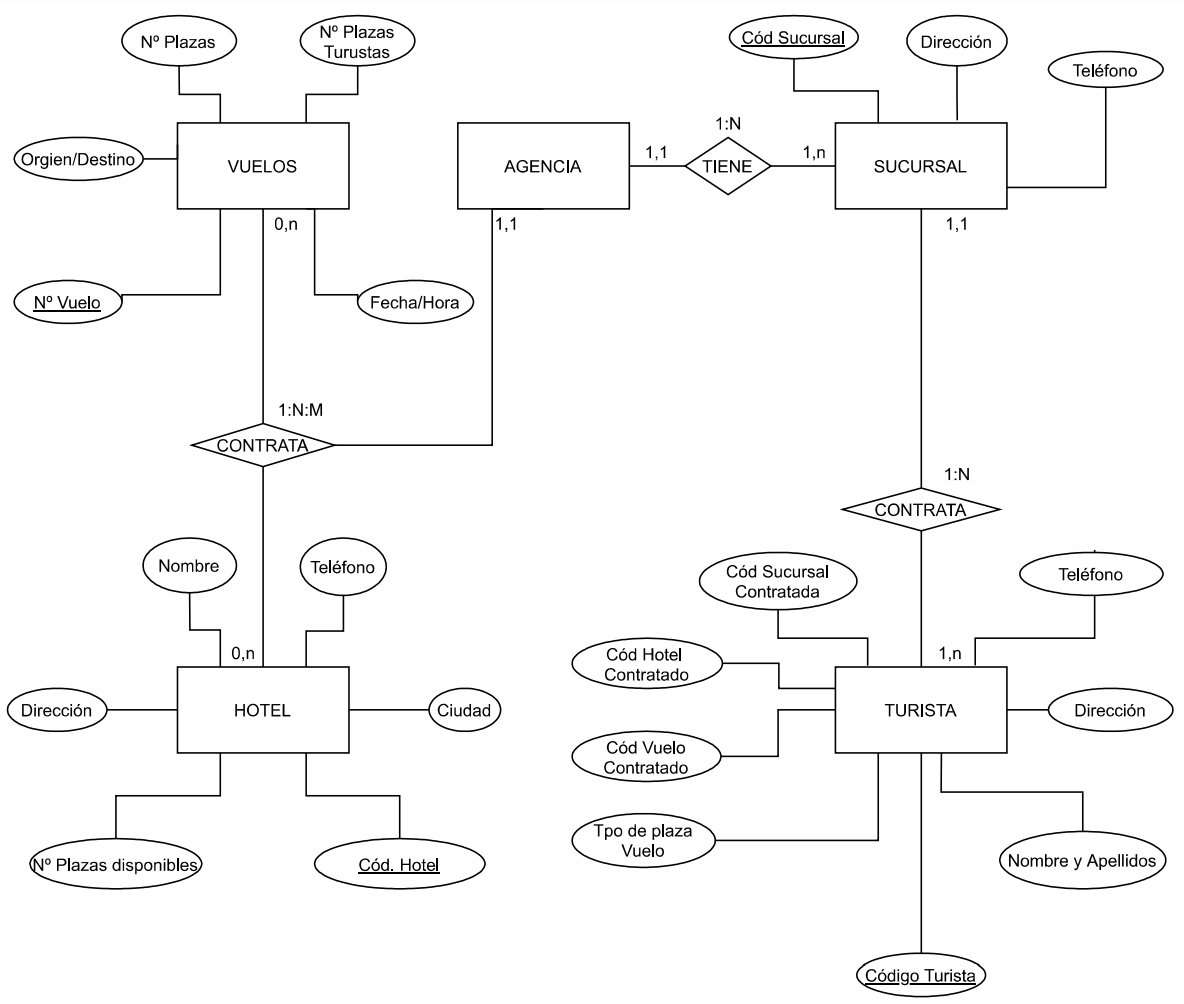 Nº Plazas
Nº Plazas
Turustas
Cód Sucursal
Dirección
Teléfono
Orgien/Destino
VUELOS
AGENCIA
1,1
1:N
TIENE
1,n
SUCURSAL
0,n
1,1
1,1
Nº Vuelo
Fecha/Hora
1:N:M
CONTRATA
1:N
CONTRATA
Nombre
Teléfono
Cód Sucursal
Contratada
Teléfono
0,n
1,n
Cód Hotel
Contratado
Dirección
HOTEL
Ciudad
TURISTA
Dirección
Cód Vuelo
Contratado
Tpo de plaza
Vuelo
Nº Plazas disponibles
Cód. Hotel
Nombre y Apellidos
Código Turista